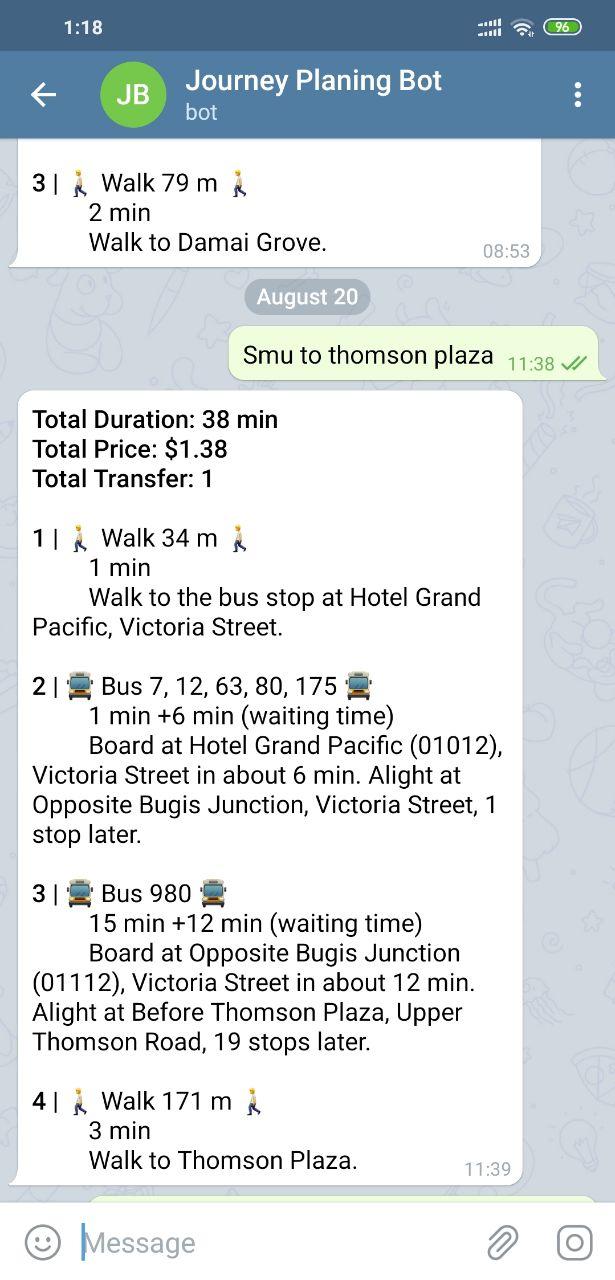 1:18
96
JB
Journey Planing Bot
bot
3 | Walk 79 m
2 min
Walk to Damai Grove.
08:53
August 20
Smu to thomson plaza 11:38
Total Duration: 38 min
Total Price: $1.38
Total Transfer: 1
1 | Walk 34 m
1 min
Walk to the bus stop at Hotel Grand
Pacific, Victoria Street.
2 | Bus 7, 12, 63, 80, 175
1 min +6 min (waiting time)
Board at Hotel Grand Pacific (01012),
Victoria Street in about 6 min. Alight at
Opposite Bugis Junction, Victoria Street, 1
stop later.
3 | Bus 980
15 min +12 min (waiting time)
Board at Opposite Bugis Junction
(01112), Victoria Street in about 12 min.
Alight at Before Thomson Plaza, Upper
Thomson Road, 19 stops later.
4 | Walk 171 m
3 min
Walk to Thomson Plaza.
11:39
Message